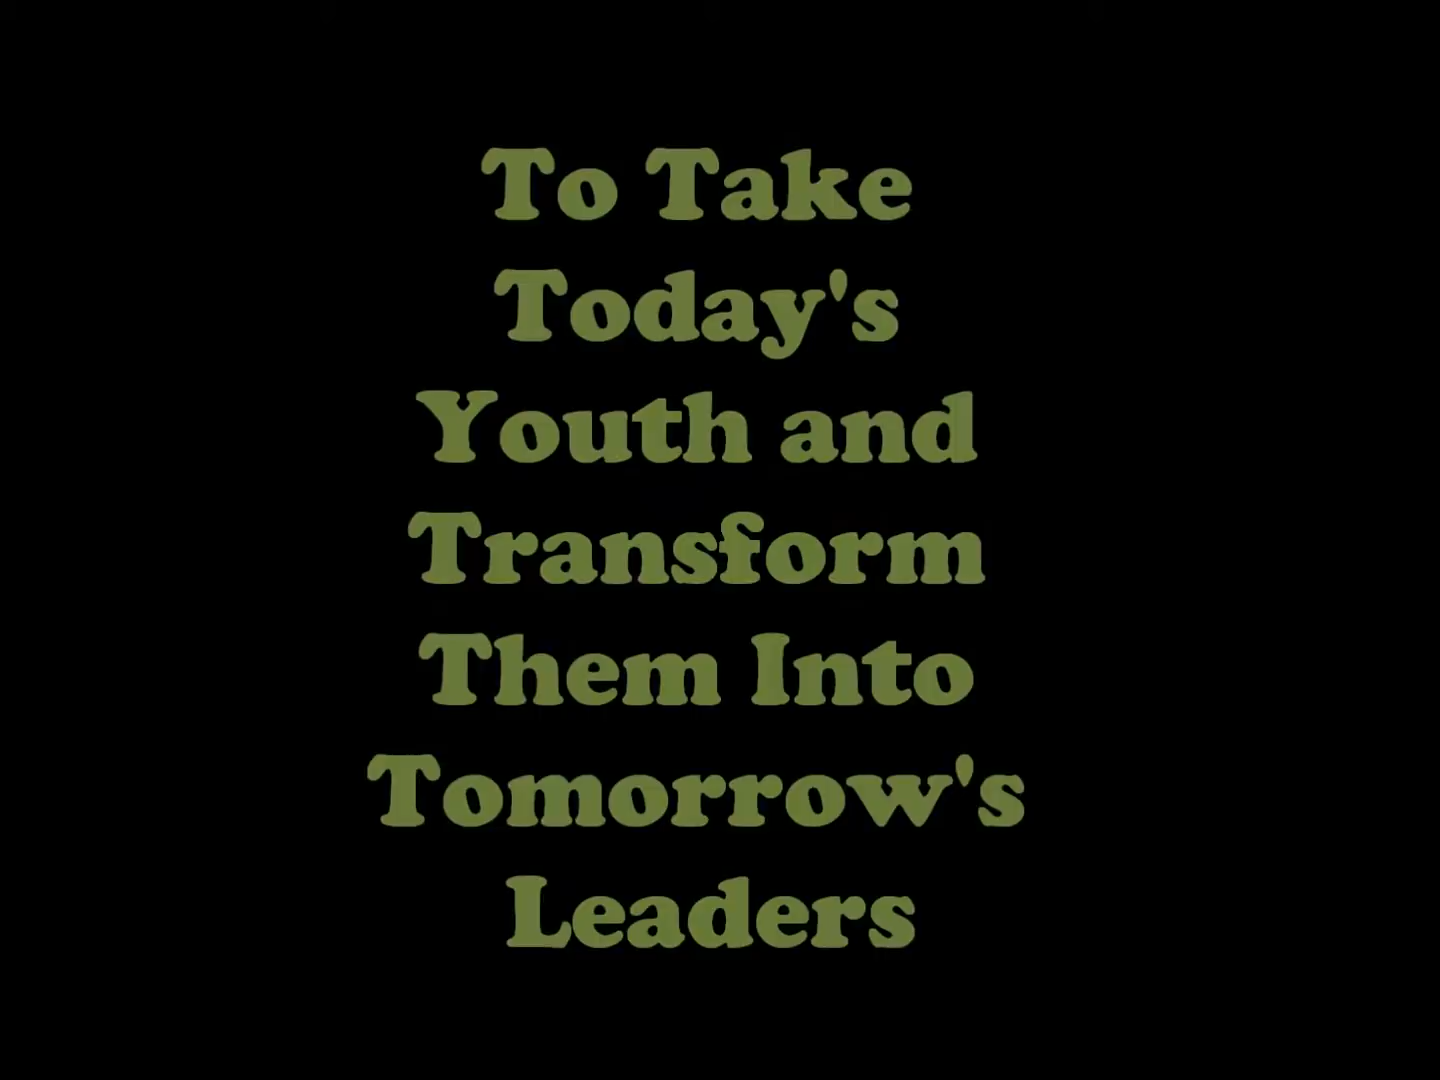 To Take
Today's
Youth and
Transform
Them Into
Tomorrow's
Leaders